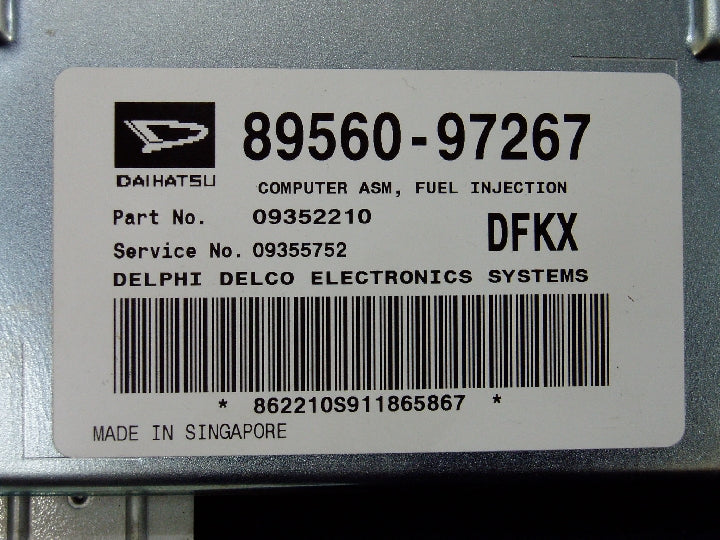 89560-97267
DAIHATSU
COMPUTER ASM, FUEL INJECTION
Part No. 09352210
DFKX
Service No. 09355752
DELPHI DELCO ELECTRONICS SYSTEMS
* 862210S911865867 *
MADE IN SINGAPORE